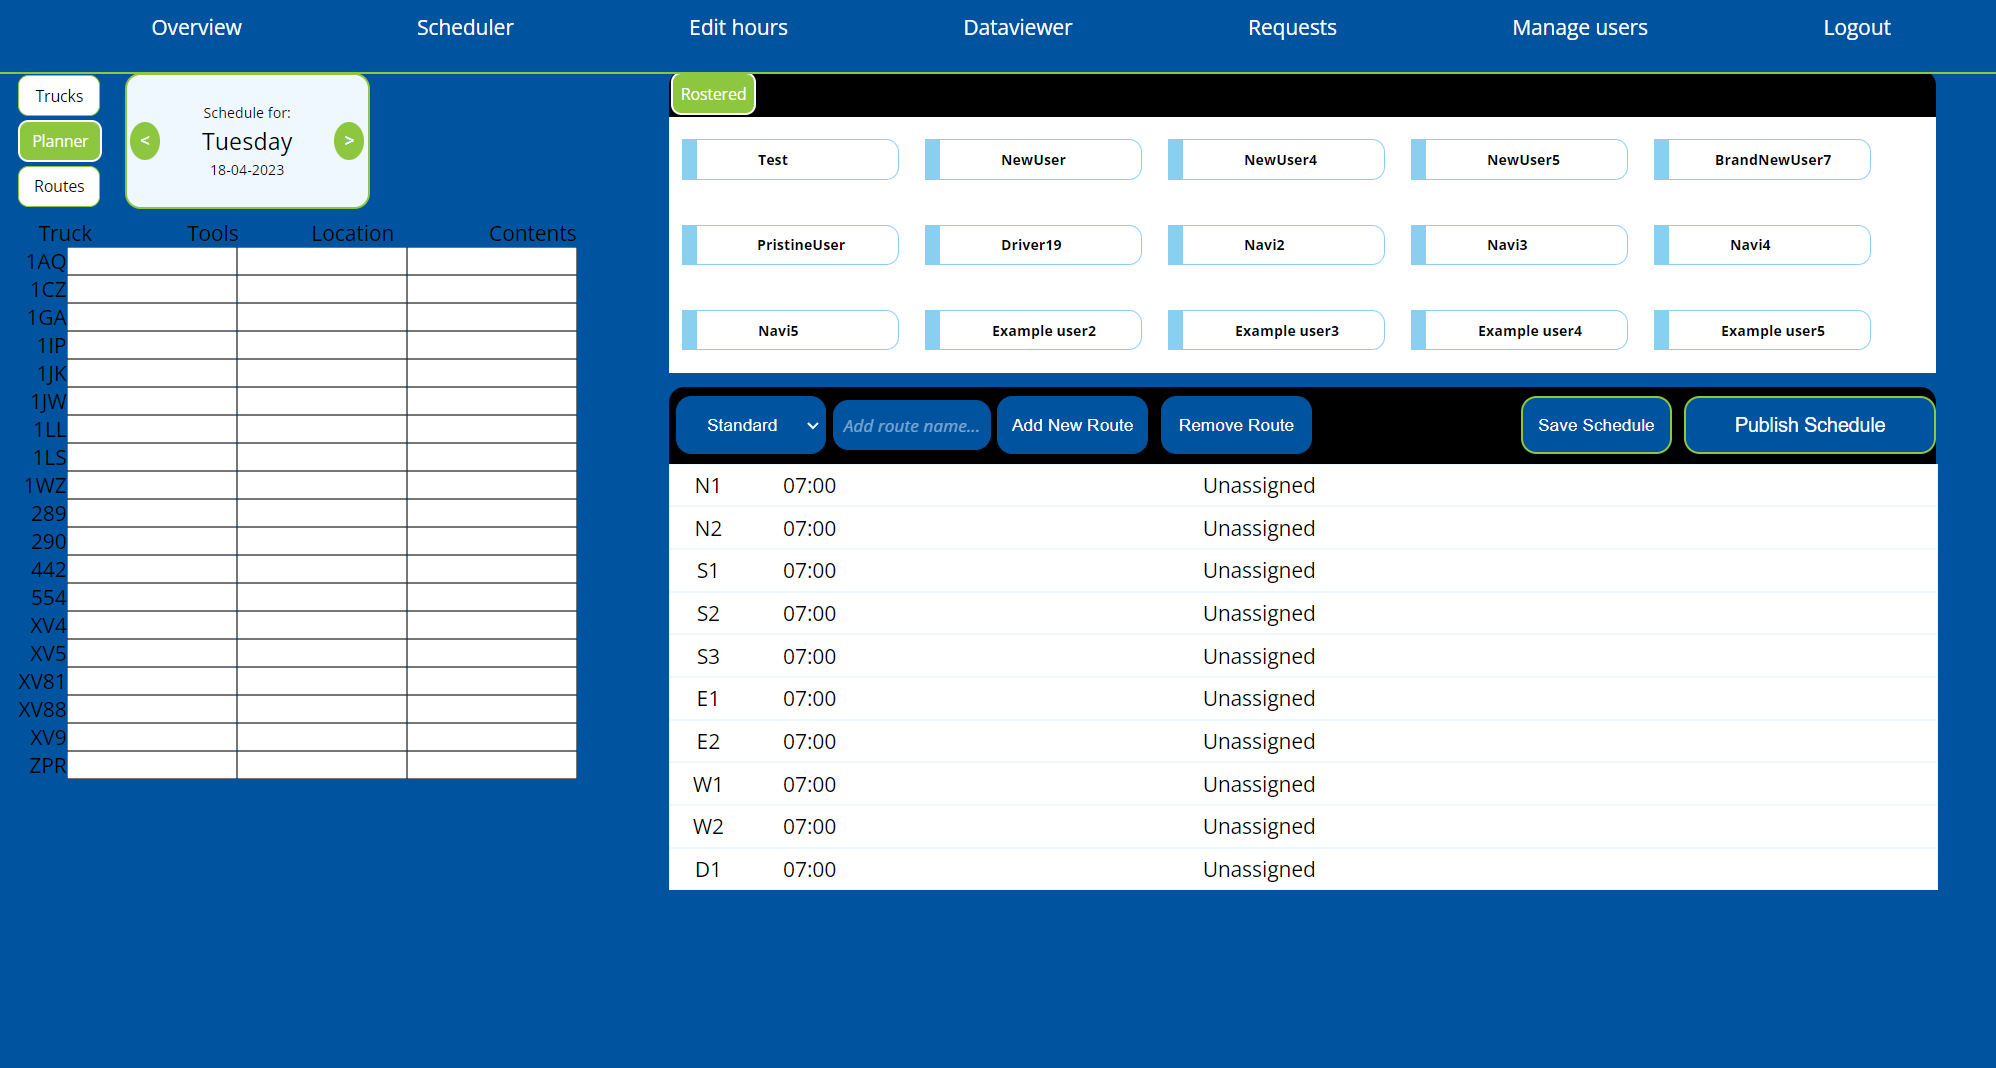 Overview Scheduler Edit hours Dataviewer Requests Manage users Logout
Trucks
Planner
Routes
Schedule for:
< Tuesday >
18-04-2023
Truck Tools Location Contents
1AQ
1CZ
1GA
1IP
1JK
1JW
1LL
1LS
1WZ
289
290
442
554
XV4
XV5
XV81
XV88
XV9
ZPR
Rostered
Test NewUser NewUser4 NewUser5 BrandNewUser7
PristineUser Driver19 Navi2 Navi3 Navi4
Navi5 Example user2 Example user3 Example user4 Example user5
Standard Add route name... Add New Route Remove Route Save Schedule Publish Schedule
N1 07:00 Unassigned
N2 07:00 Unassigned
S1 07:00 Unassigned
S2 07:00 Unassigned
S3 07:00 Unassigned
E1 07:00 Unassigned
E2 07:00 Unassigned
W1 07:00 Unassigned
W2 07:00 Unassigned
D1 07:00 Unassigned